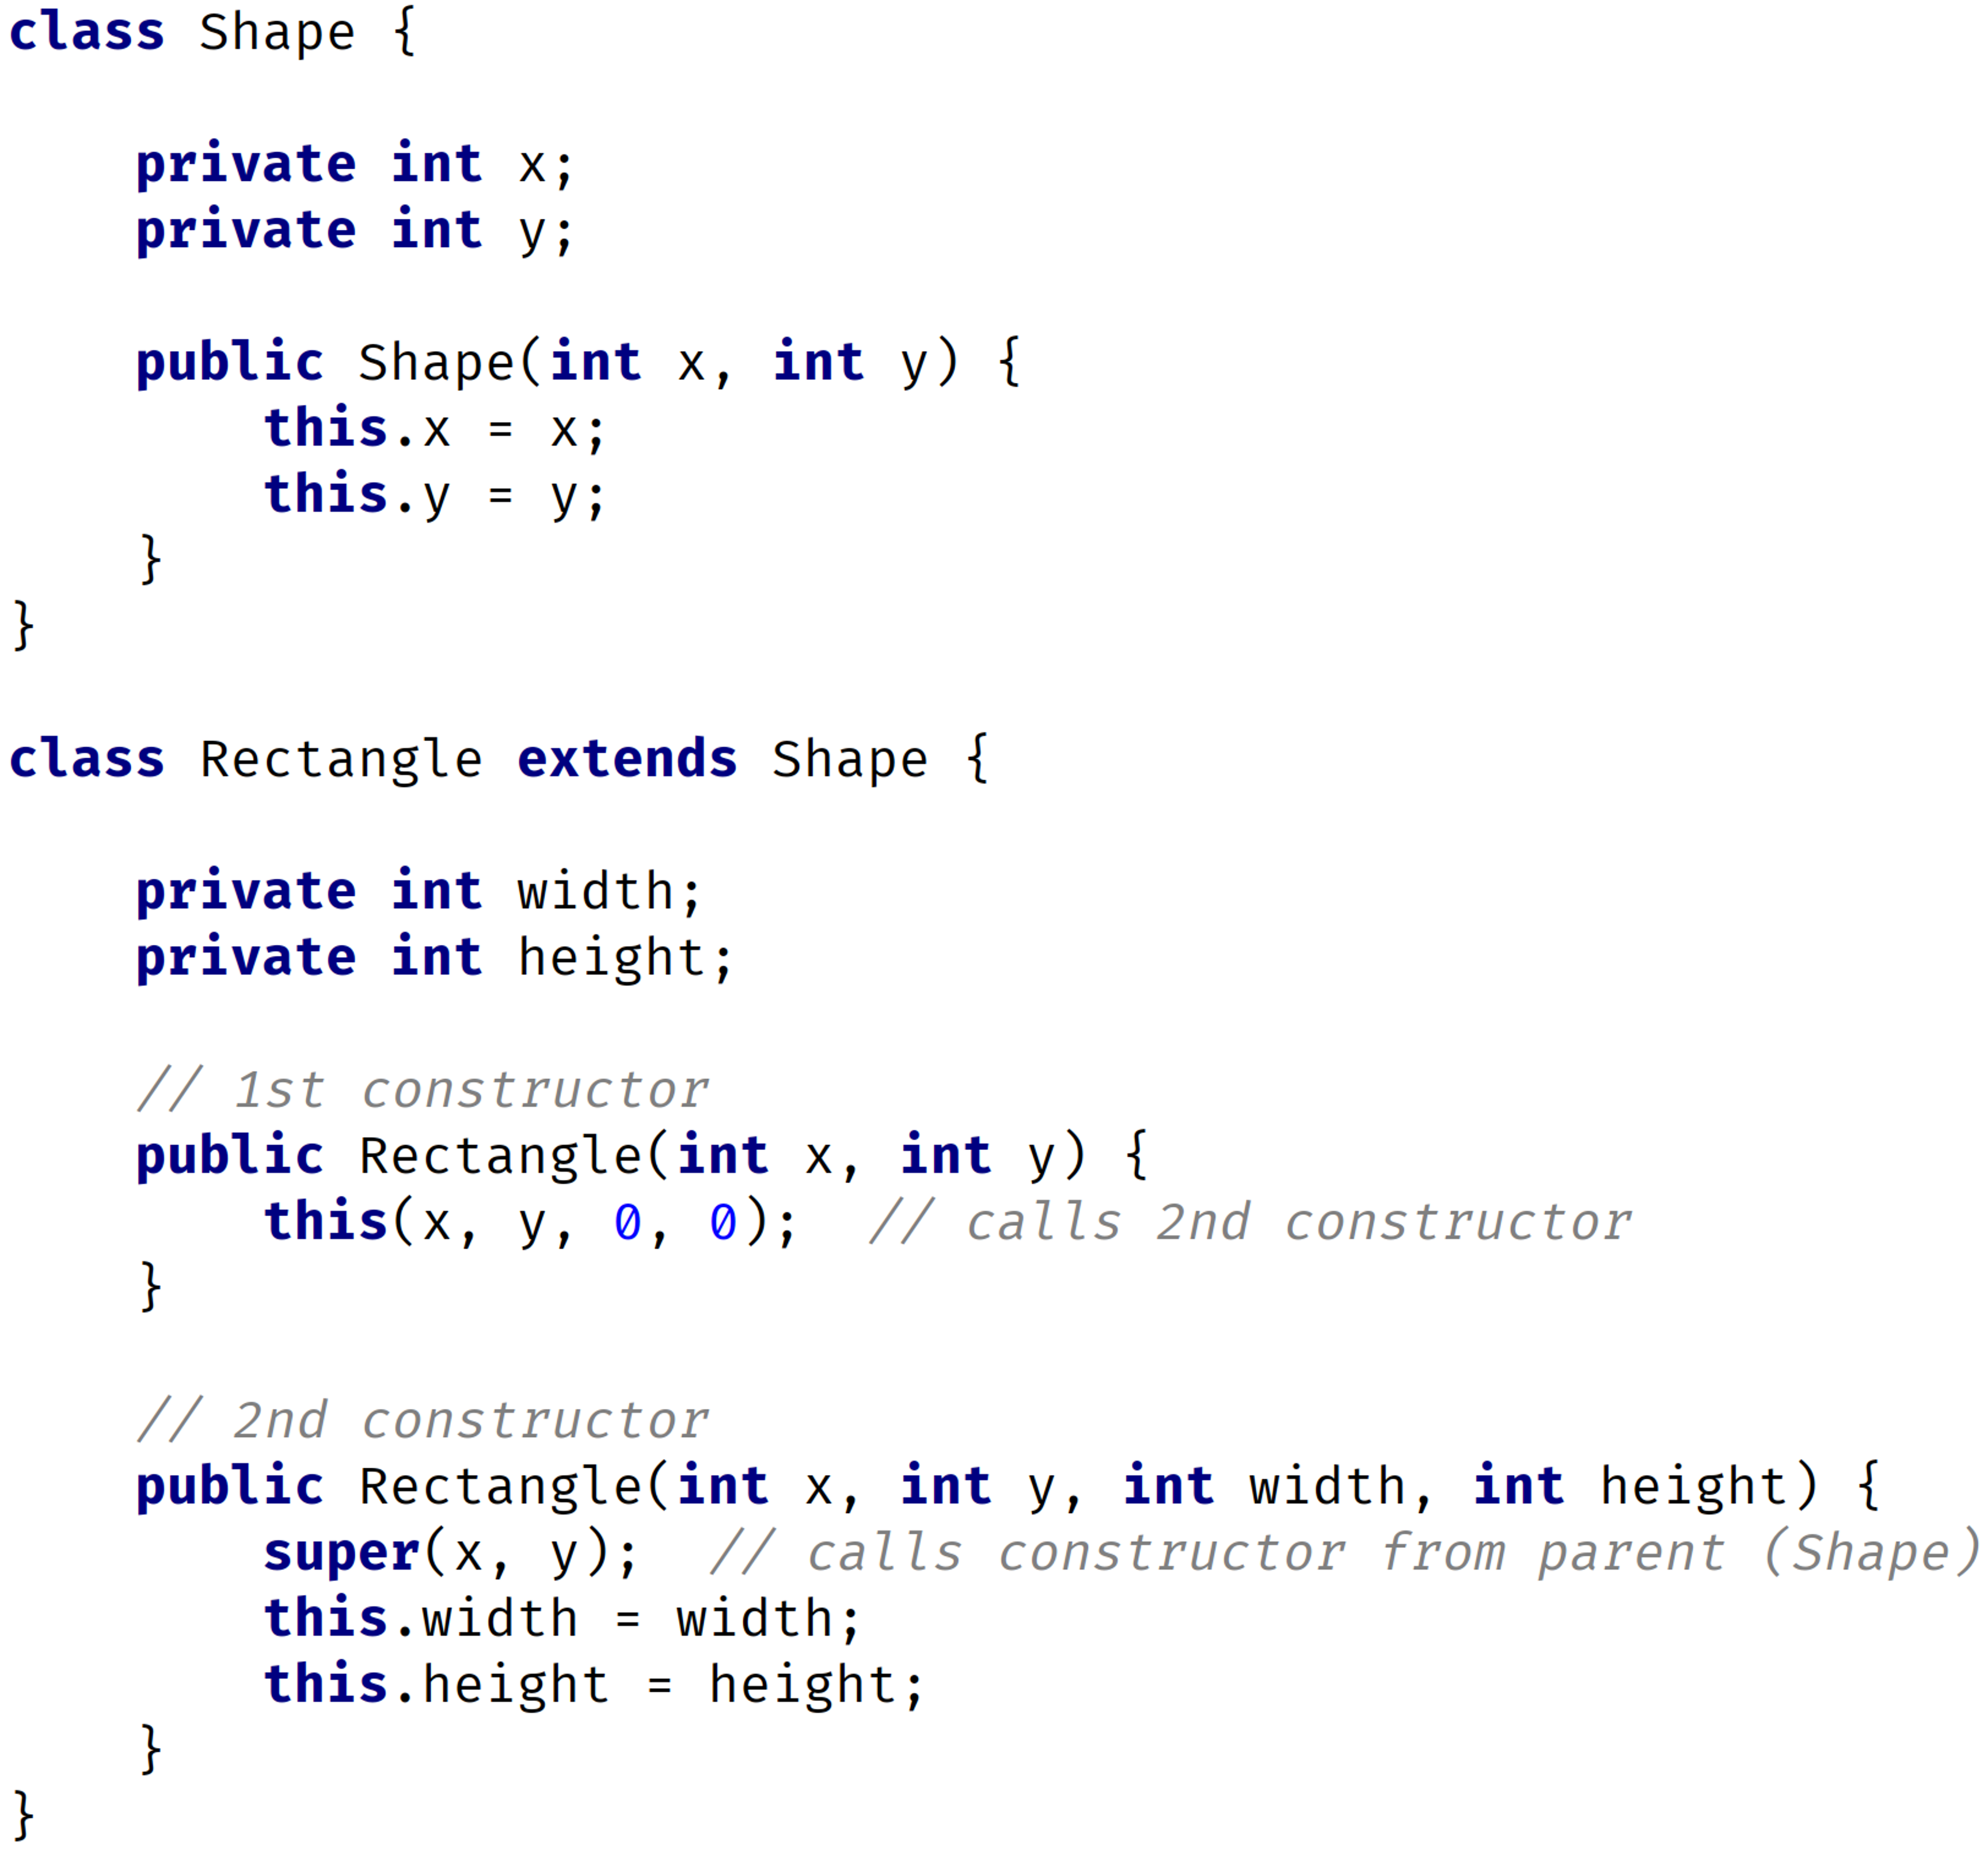 class Shape {
    private int x;
    private int y;
    public Shape(int x, int y) {
        this.x = x;
        this.y = y;
    }
}
class Rectangle extends Shape {
    private int width;
    private int height;
    // 1st constructor
    public Rectangle(int x, int y) {
        this(x, y, 0, 0);  // calls 2nd constructor
    }
    // 2nd constructor
    public Rectangle(int x, int y, int width, int height) {
        super(x, y);  // calls constructor from parent (Shape)
        this.width = width;
        this.height = height;
    }
}